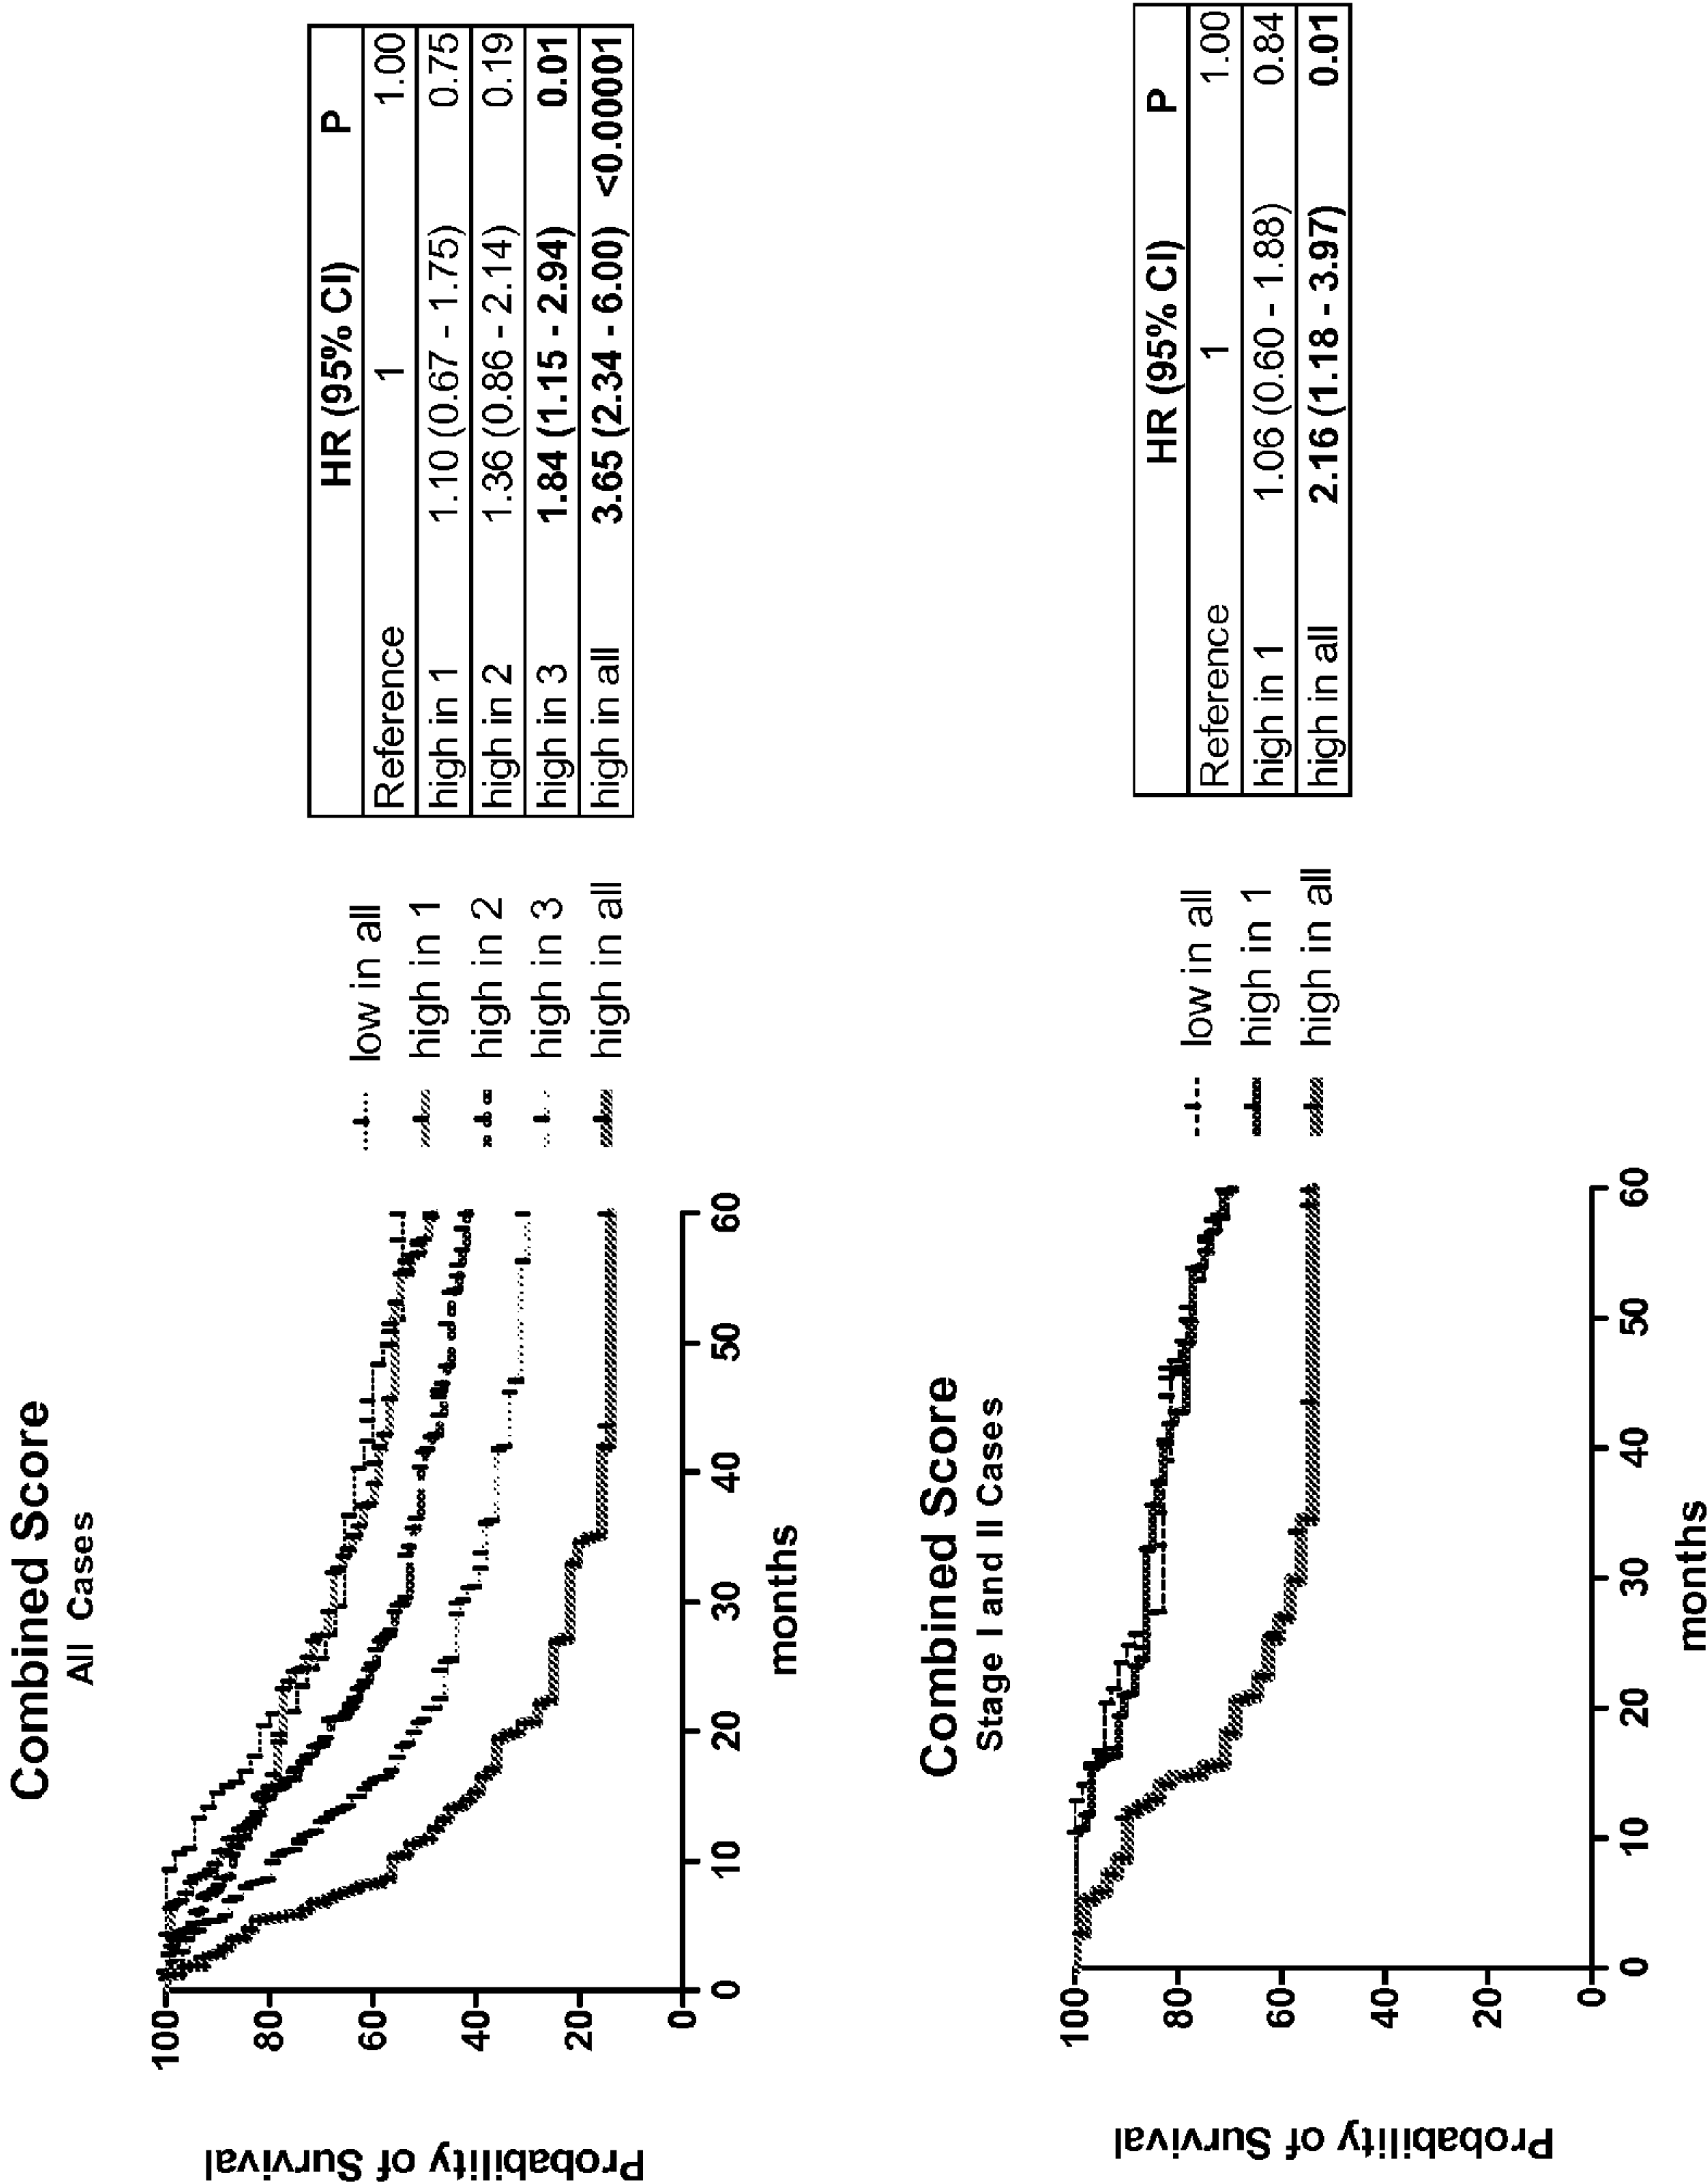 Combined Score
All Cases
Probability of Survival
100
80
60
40
20
0
0 10 20 30 40 50 60
months
low in all
high in 1
high in 2
high in 3
high in all
HR (95% CI) P
Reference 1 1.00
high in 1 1.10 (0.67 - 1.75) 0.75
high in 2 1.36 (0.86 - 2.14) 0.19
high in 3 1.84 (1.15 - 2.94) 0.01
high in all 3.65 (2.34 - 6.00) <0.00001
Combined Score
Stage I and II Cases
Probability of Survival
100
80
60
40
20
0
0 10 20 30 40 50 60
months
low in all
high in 1
high in all
HR (95% CI) P
Reference 1 1.00
high in 1 1.06 (0.60 - 1.88) 0.84
high in all 2.16 (1.18 - 3.97) 0.01